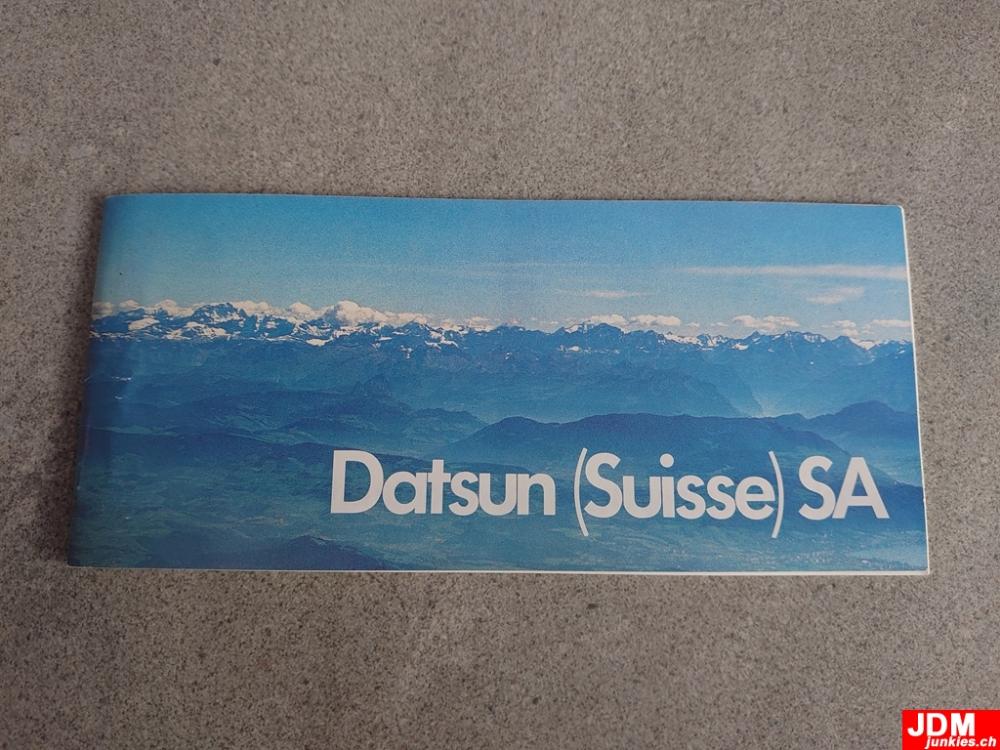 Datsun (Suisse) SA
JDM
junkies.ch